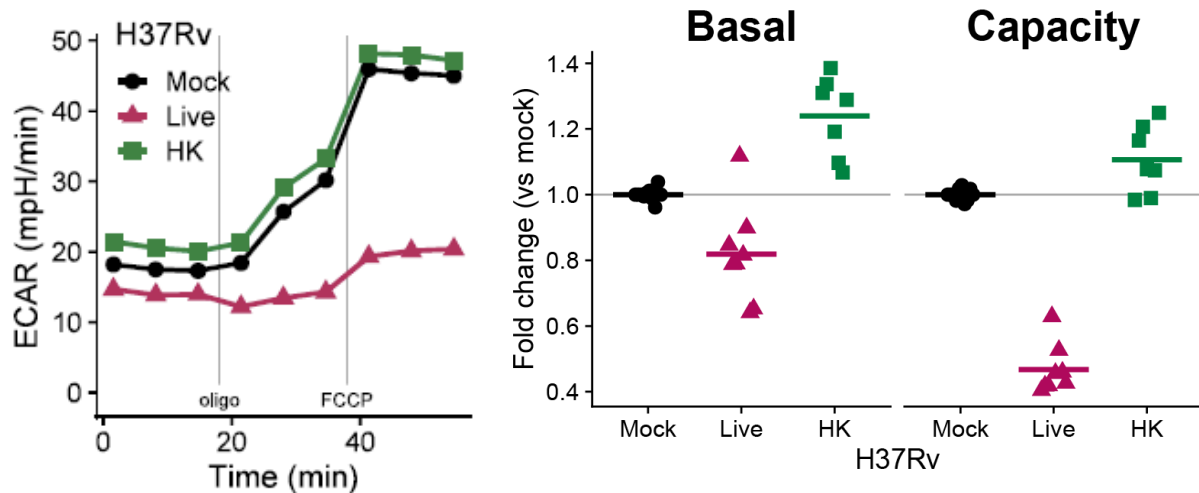 H37Rv
Mock
Live
HK
ECAR (mpH/min)
50
40
30
20
10
0
oligo
FCCP
0
20
40
Time (min)
Basal
Capacity
Fold change (vs mock)
1.4
1.2
1.0
0.8
0.6
0.4
Mock
Live
HK
Mock
Live
HK
H37Rv